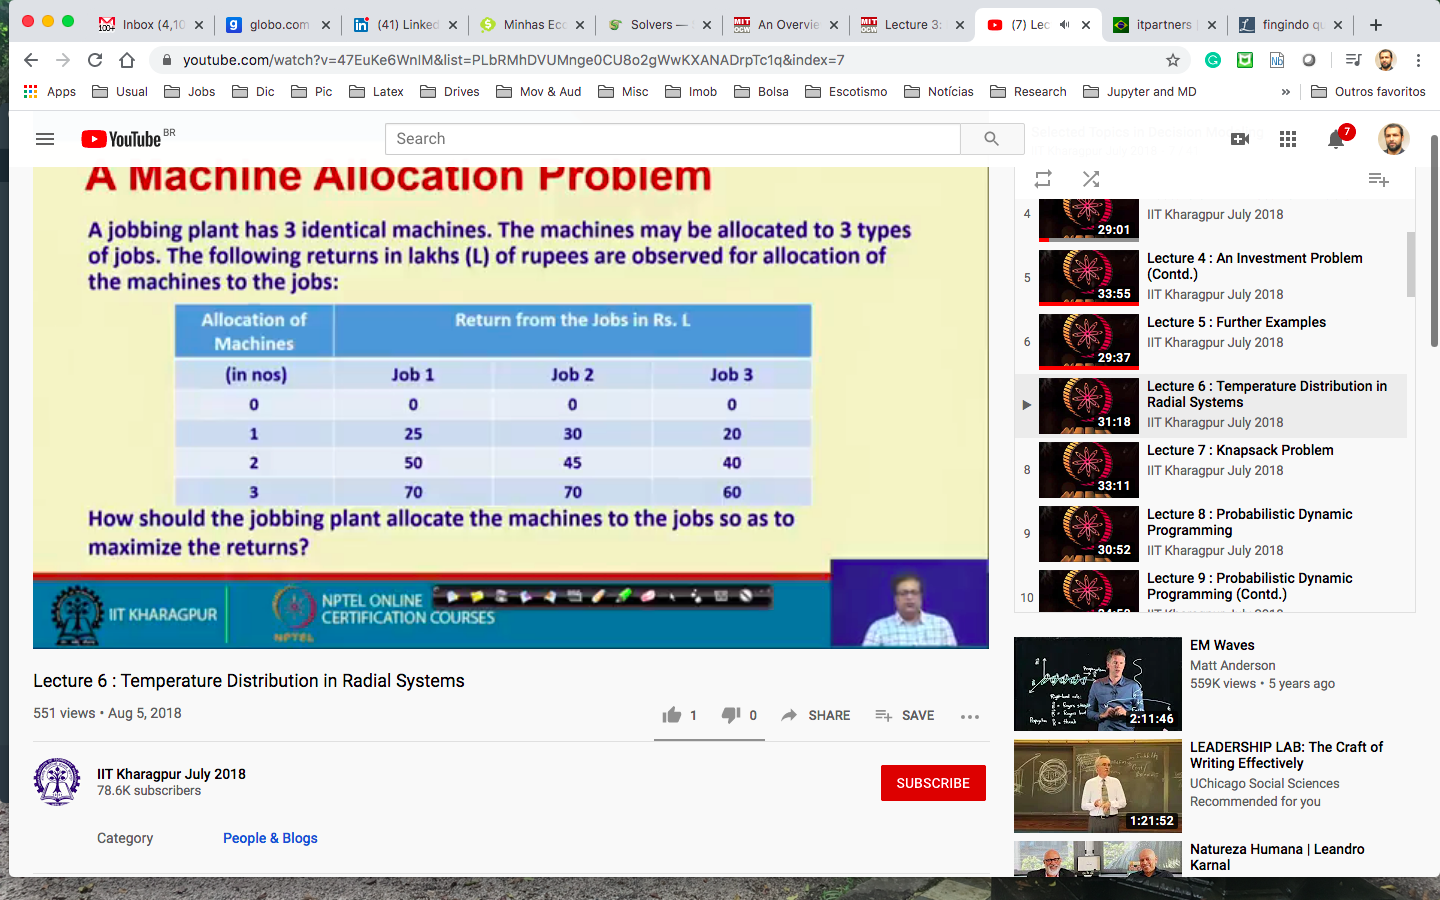 Inbox (4,10
globo.com
(41) Linked
Minhas Ecc
Solvers —
An Overvie
Lecture 3:
(7) Lec
itpartners
fingindo qu
youtube.com/watch?v=47EuKe6WnIM&list=PLbRMhDVUMnge0CU8o2gWwKXANADrpTc1q&index=7
Apps
Usual
Jobs
Dic
Pic
Latex
Drives
Mov & Aud
Misc
Imob
Bolsa
Escotismo
Notícias
Research
Jupyter and MD
»
Outros favoritos
YouTube BR
Search
7
A Machine Allocation Problem
A jobbing plant has 3 identical machines. The machines may be allocated to 3 types
of jobs. The following returns in lakhs (L) of rupees are observed for allocation of
the machines to the jobs:
Allocation of Machines Return from the Jobs in Rs. L
(in nos) Job 1 Job 2 Job 3
0 0 0 0
1 25 30 20
2 50 45 40
3 70 70 60
How should the jobbing plant allocate the machines to the jobs so as to
maximize the returns?
IIT KHARAGPUR
NPTEL
NPTEL ONLINE
CERTIFICATION COURSES
Lecture 6 : Temperature Distribution in Radial Systems
551 views • Aug 5, 2018
1
0
SHARE
SAVE
IIT Kharagpur July 2018
78.6K subscribers
SUBSCRIBE
Category
People & Blogs
4
29:01
IIT Kharagpur July 2018
5
33:55
Lecture 4 : An Investment Problem
(Contd.)
IIT Kharagpur July 2018
6
29:37
Lecture 5 : Further Examples
IIT Kharagpur July 2018
31:18
Lecture 6 : Temperature Distribution in
Radial Systems
IIT Kharagpur July 2018
8
33:11
Lecture 7 : Knapsack Problem
IIT Kharagpur July 2018
9
30:52
Lecture 8 : Probabilistic Dynamic
Programming
IIT Kharagpur July 2018
10
Lecture 9 : Probabilistic Dynamic
Programming (Contd.)
2:11:46
EM Waves
Matt Anderson
559K views • 5 years ago
1:21:52
LEADERSHIP LAB: The Craft of
Writing Effectively
UChicago Social Sciences
Recommended for you
Natureza Humana | Leandro
Karnal